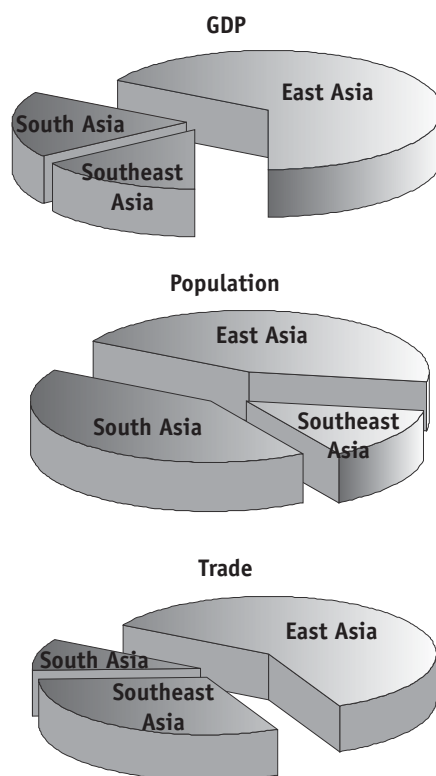 GDP
East Asia
South Asia
Southeast
Asia
Population
East Asia
South Asia
Southeast
Asia
Trade
East Asia
South Asia
Southeast
Asia